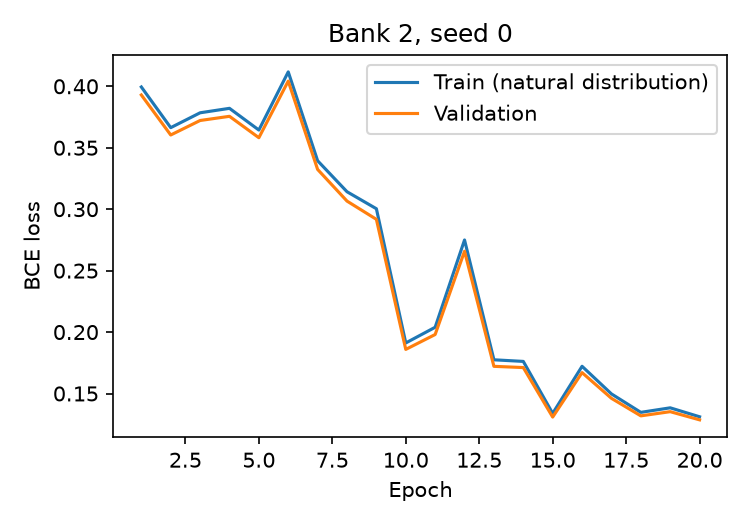 Bank 2, seed 0
Train (natural distribution)
Validation
BCE loss
0.40
0.35
0.30
0.25
0.20
0.15
2.5 5.0 7.5 10.0 12.5 15.0 17.5 20.0
Epoch